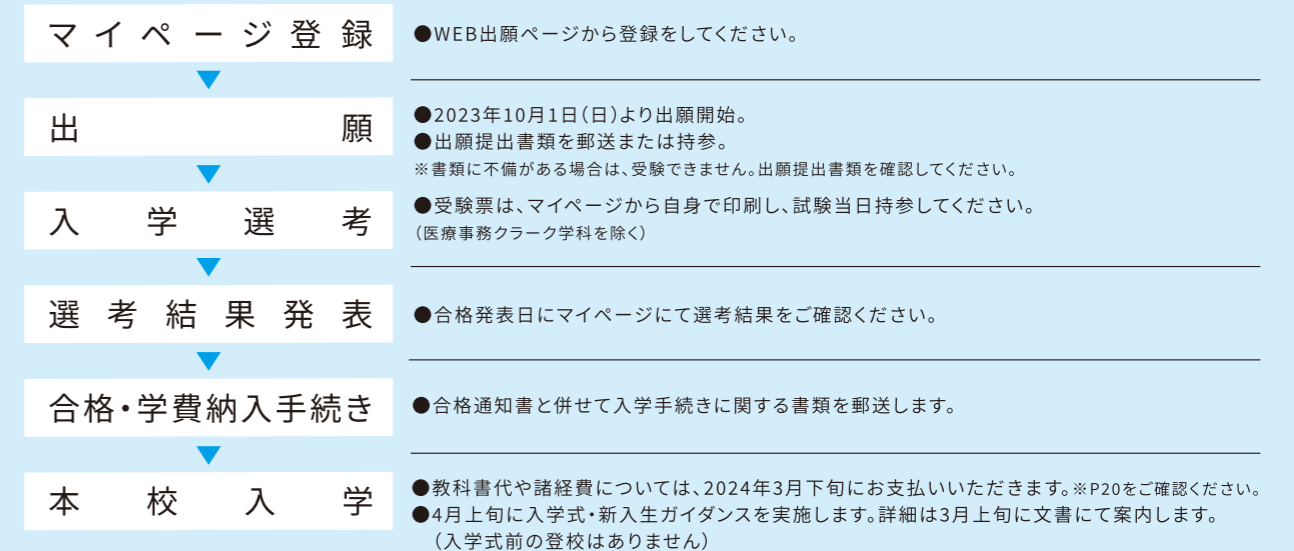 マイページ登録
●WEB出願ページから登録をしてください。
出願
●2023年10月1日(日)より出願開始。
●出願提出書類を郵送または持参。
※書類に不備がある場合は、受験できません。出願提出書類を確認してください。
入学選考
●受験票は、マイページから自身で印刷し、試験当日持参してください。
(医療事務クラーク学科を除く)
選考結果発表
●合格発表日にマイページにて選考結果をご確認ください。
合格・学費納入手続き
●合格通知書と併せて入学手続きに関する書類を郵送します。
本校入学
●教科書代や諸経費については、2024年3月下旬にお支払いいただきます。※P20をご確認ください。
●4月上旬に入学式・新入生ガイダンスを実施します。詳細は3月上旬に文書にて案内します。
(入学式前の登校はありません)